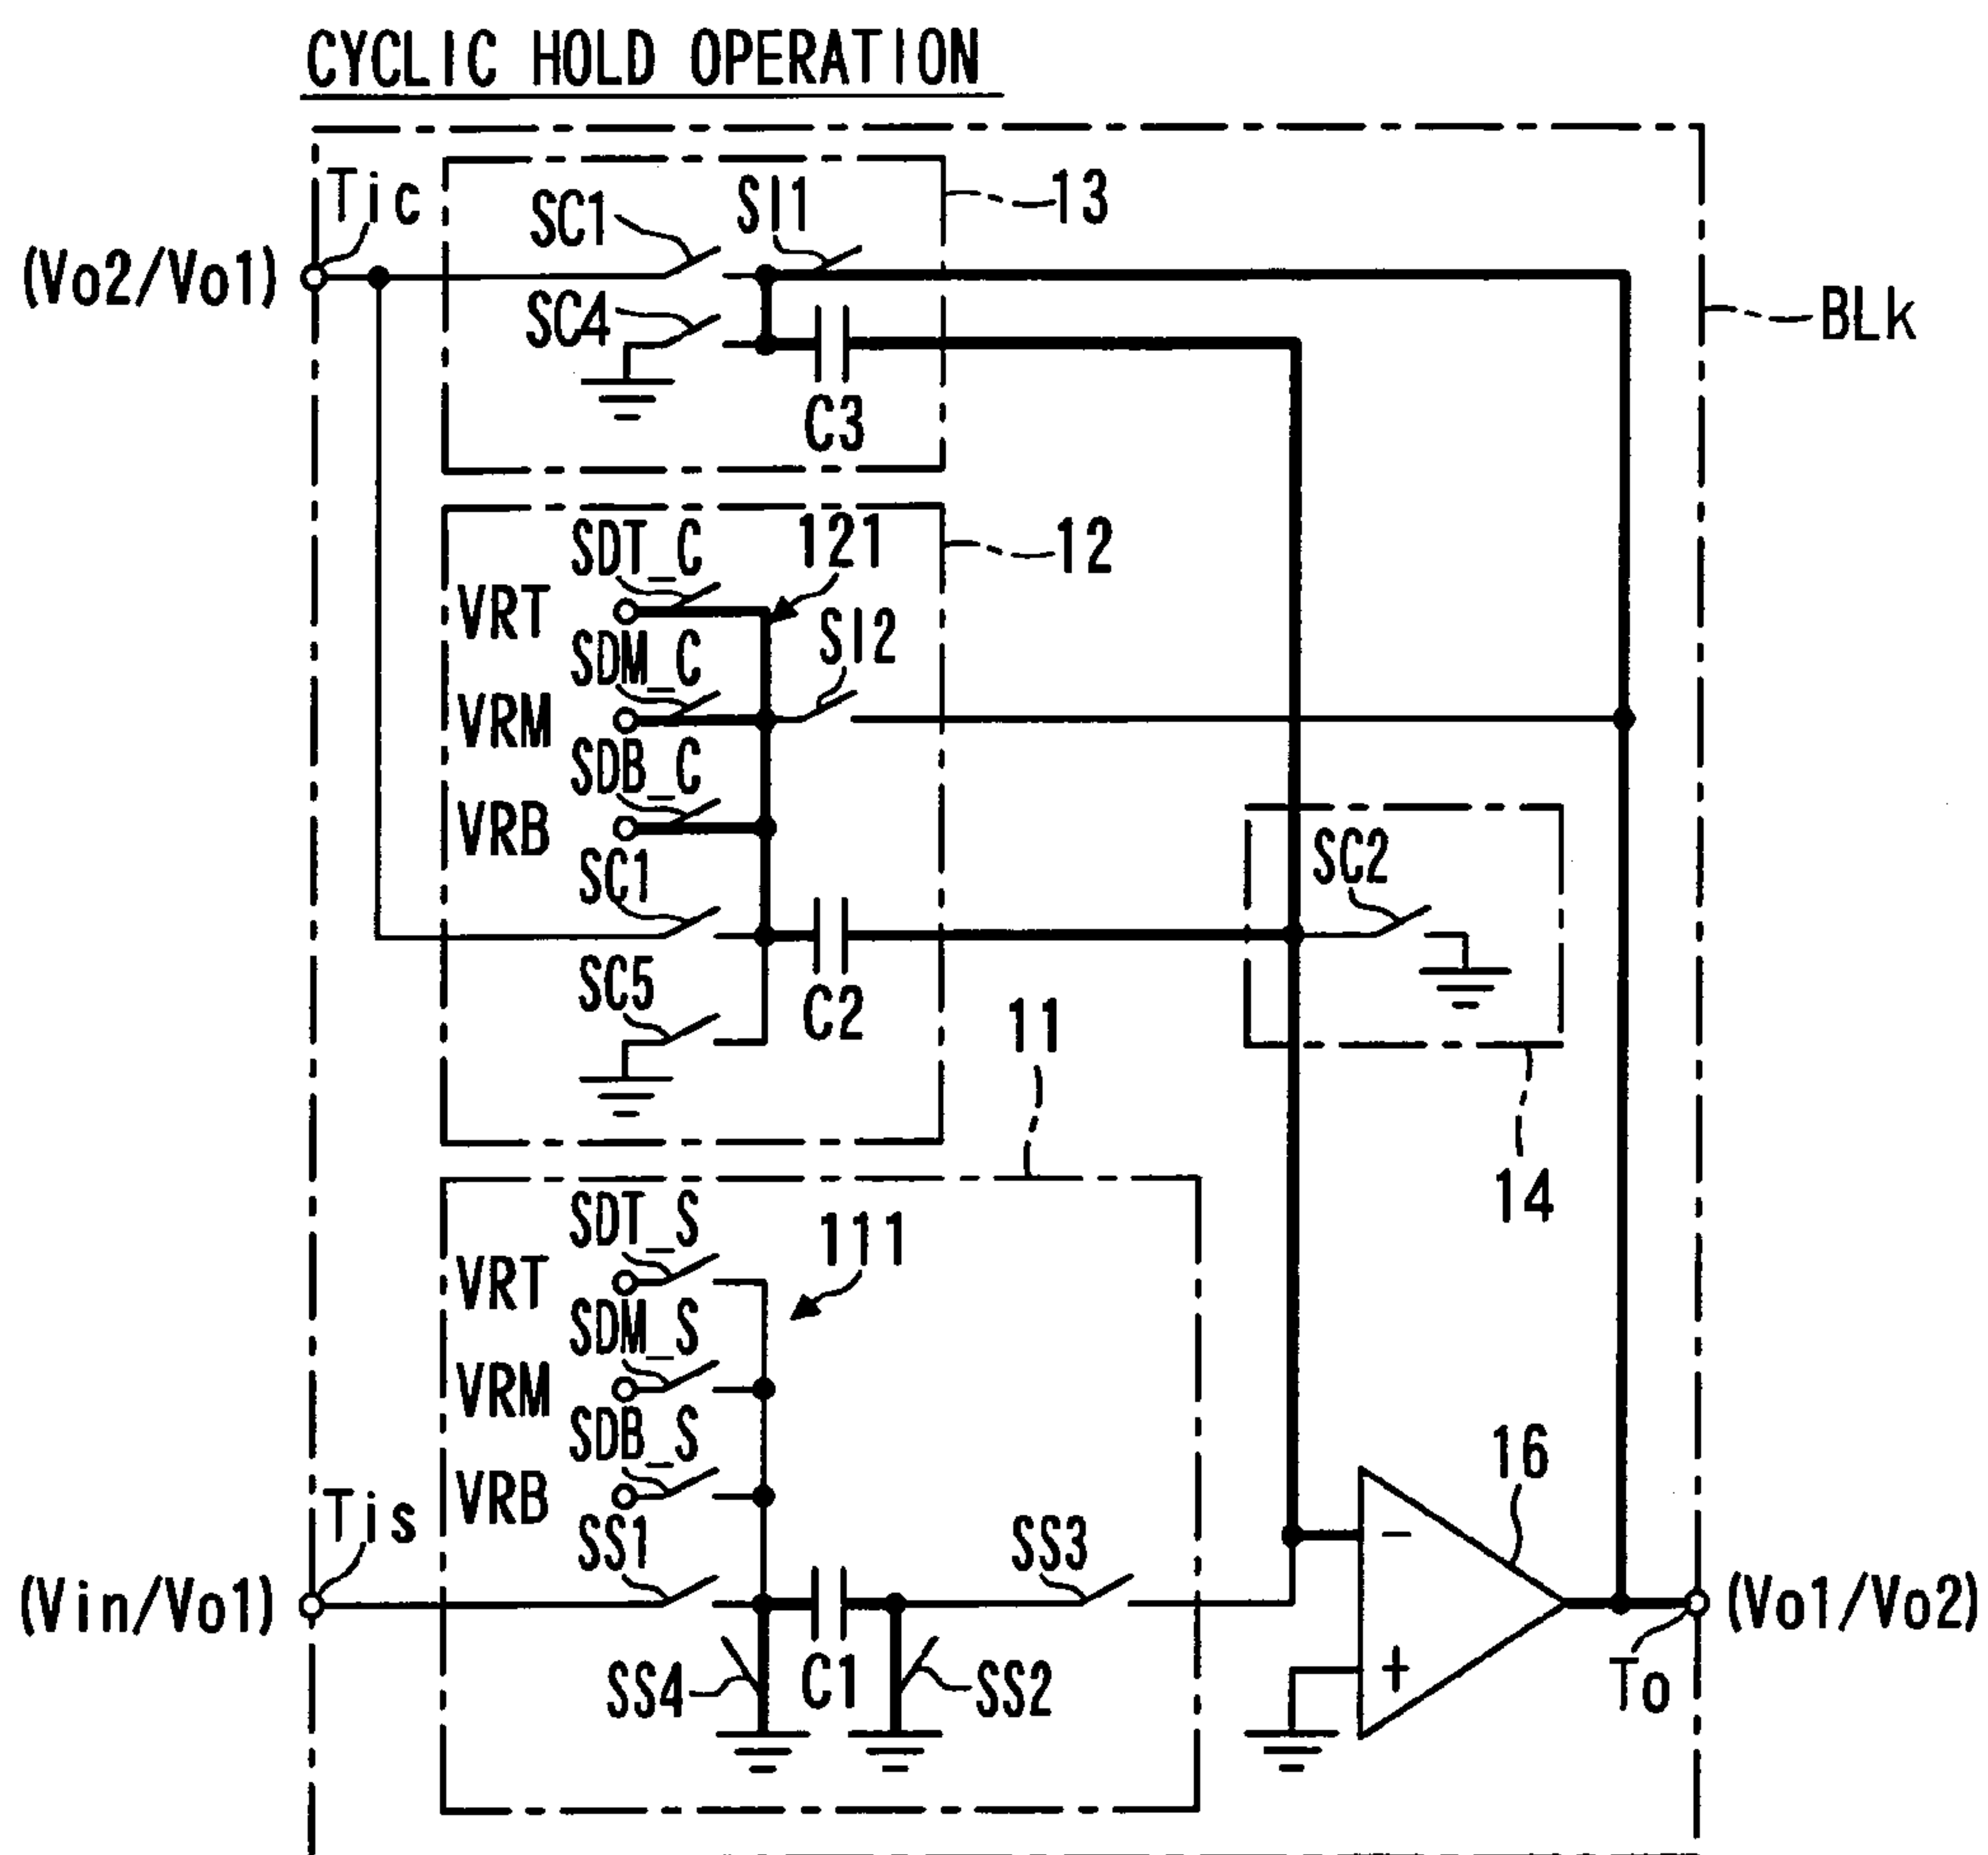 CYCLIC HOLD OPERATION
Tic
SC1
SI1
13
(Vo2/Vo1)
SC4
BLk
C3
SDT_C
121
12
VRT
SDM_C
SI2
VRM
SDB_C
VRB
SC1
SC2
SC5
C2
11
14
SDT_S
111
VRT
SDM_S
VRM
SDB_S
16
VRB
Tis
SS1
SS3
(Vin/Vo1)
−
+
(Vo1/Vo2)
SS4
C1
SS2
To